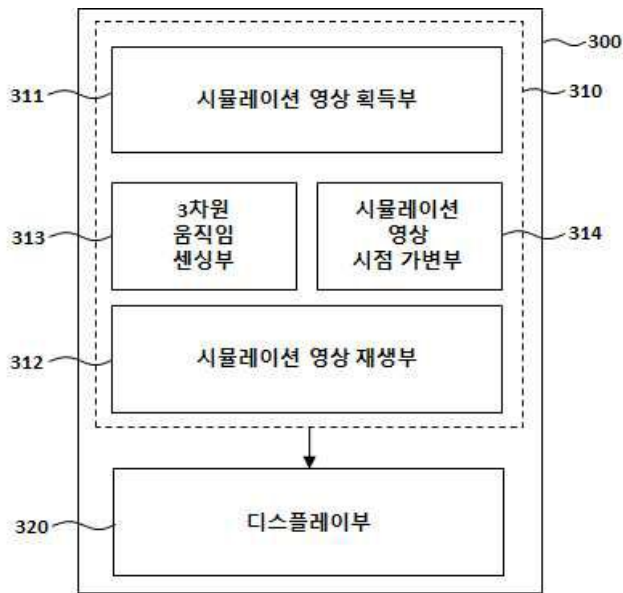 300
311
시뮬레이션 영상 획득부
310
313
3차원
움직임
센싱부
시뮬레이션
영상
시점 가변부
314
312
시뮬레이션 영상 재생부
320
디스플레이부